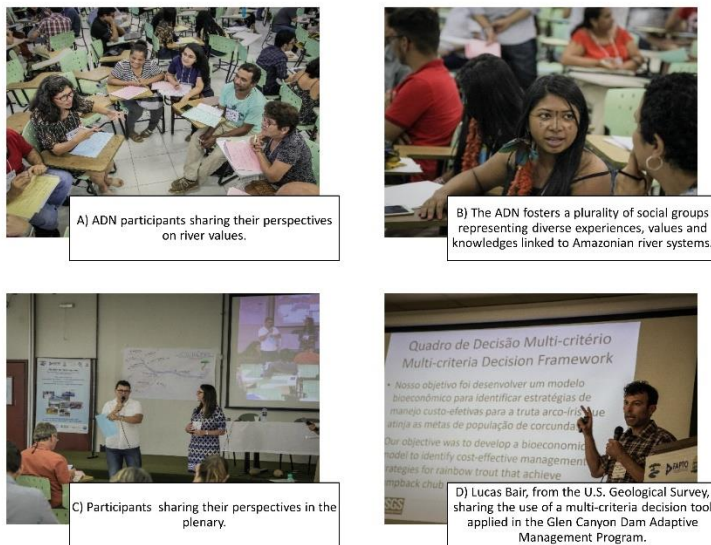 A) ADN participants sharing their perspectives
on river values.
B) The ADN fosters a plurality of social groups
representing diverse experiences, values and
knowledges linked to Amazonian river systems.
C) Participants sharing their perspectives in the
plenary.
Quadro de Decisão Multi-critério
Multi-criteria Decision Framework
• Nosso objetivo foi desenvolver um modelo
bioeconômico para identificar estratégias de
manejo custo-efetivas para a truta arco-íris que
atinja as metas de população de corcunda
Our objective was to develop a bioeconomic
model to identify cost-effective management
strategies for rainbow trout that achieve
humpback chub
USGS
FAPTO
D) Lucas Bair, from the U.S. Geological Survey,
sharing the use of a multi-criteria decision tool
applied in the Glen Canyon Dam Adaptive
Management Program.